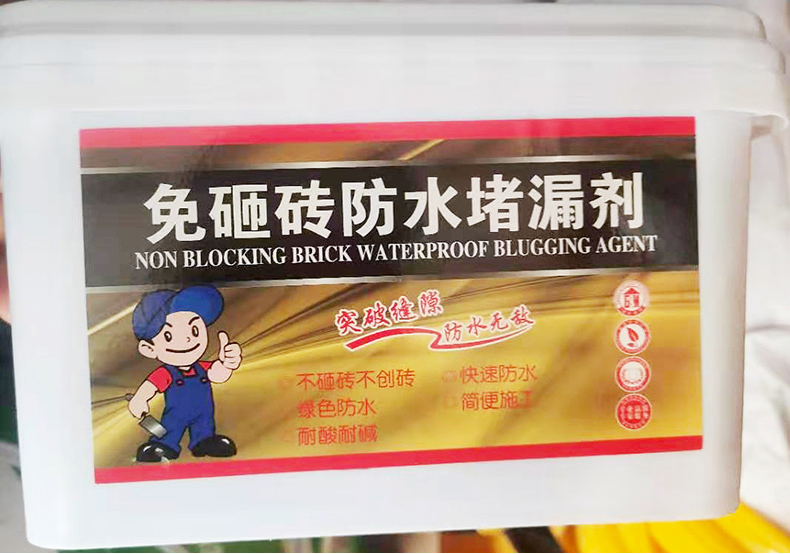 免砸砖防水堵漏剂
NON BLOCKING BRICK WATERPROOF BLUGGING AGENT
突破缝隙
防水无敌
不砸砖不创砖
快速防水
绿色防水
简便施工
耐酸耐碱